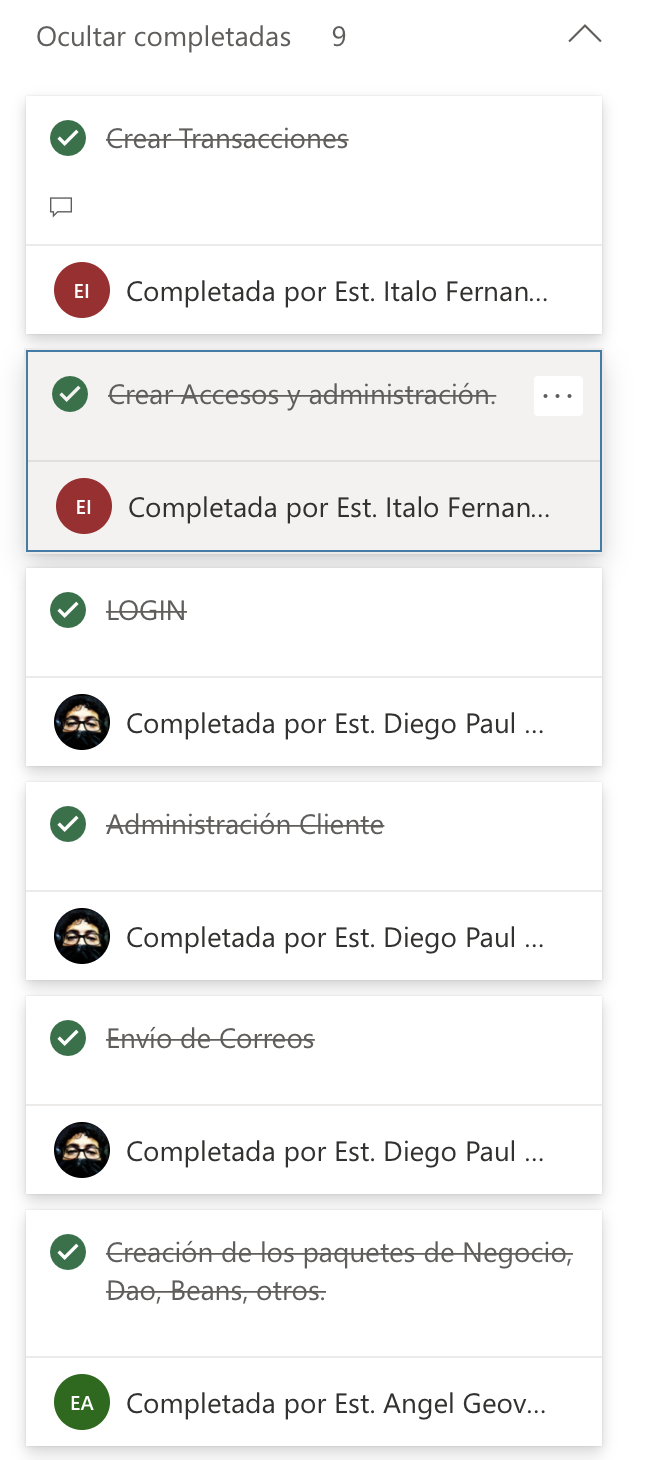 Ocultar completadas 9
Crear Transacciones
EI Completada por Est. Italo Fernan...
Crear Accesos y administración.
EI Completada por Est. Italo Fernan...
LOGIN
Completada por Est. Diego Paul ...
Administración Cliente
Completada por Est. Diego Paul ...
Envío de Correos
Completada por Est. Diego Paul ...
Creación de los paquetes de Negocio,
Dao, Beans, otros.
EA Completada por Est. Angel Geov...